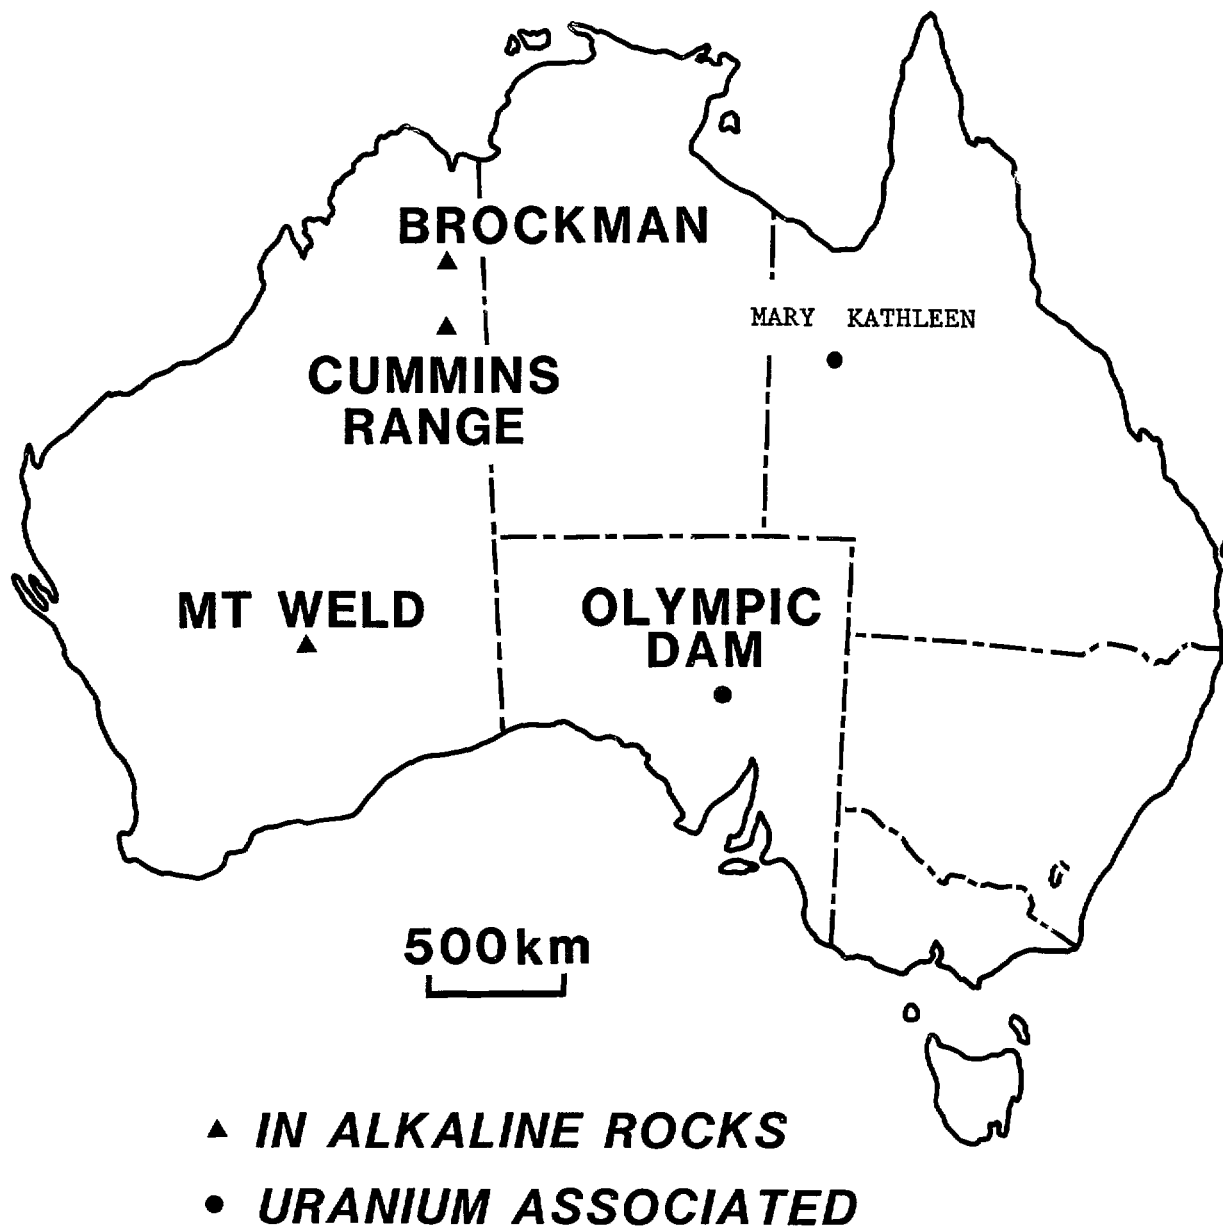 BROCKMAN
MARY KATHLEEN
CUMMINS
RANGE
MT WELD
OLYMPIC
DAM
500km
IN ALKALINE ROCKS
URANIUM ASSOCIATED